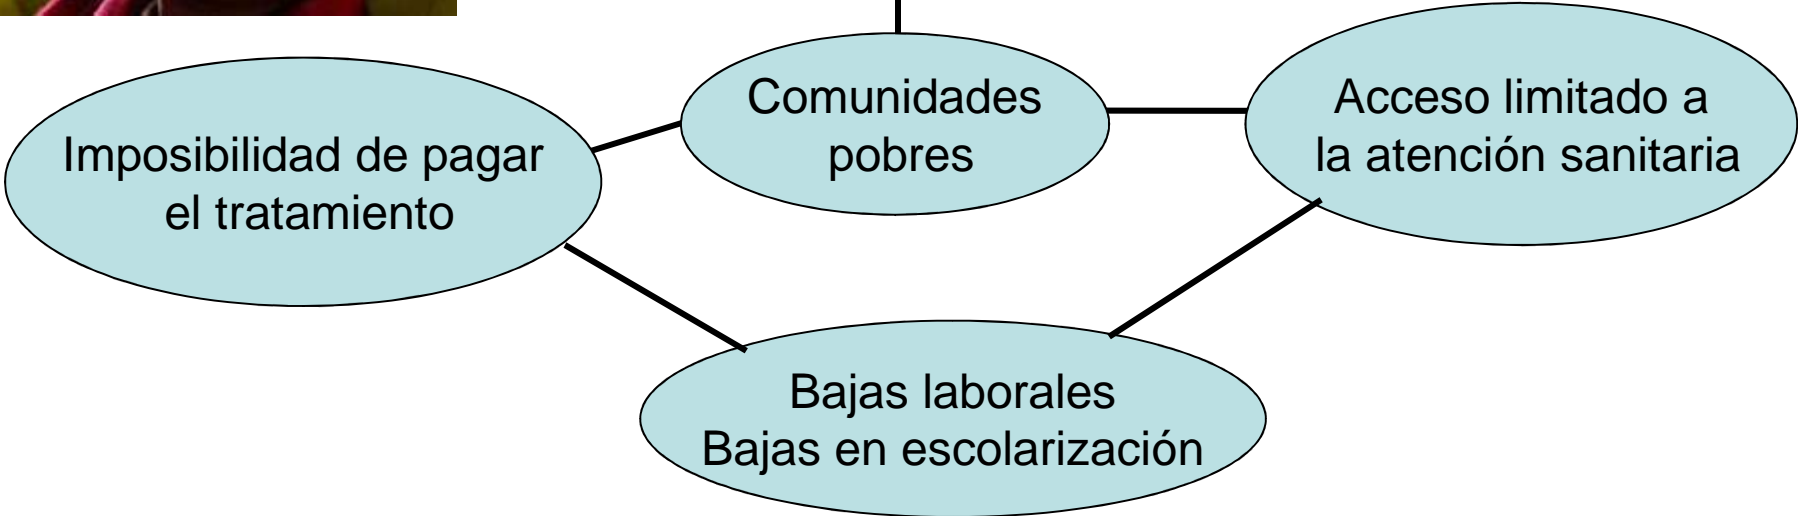 Imposibilidad de pagar
el tratamiento
Comunidades
pobres
Acceso limitado a
la atención sanitaria
Bajas laborales
Bajas en escolarización